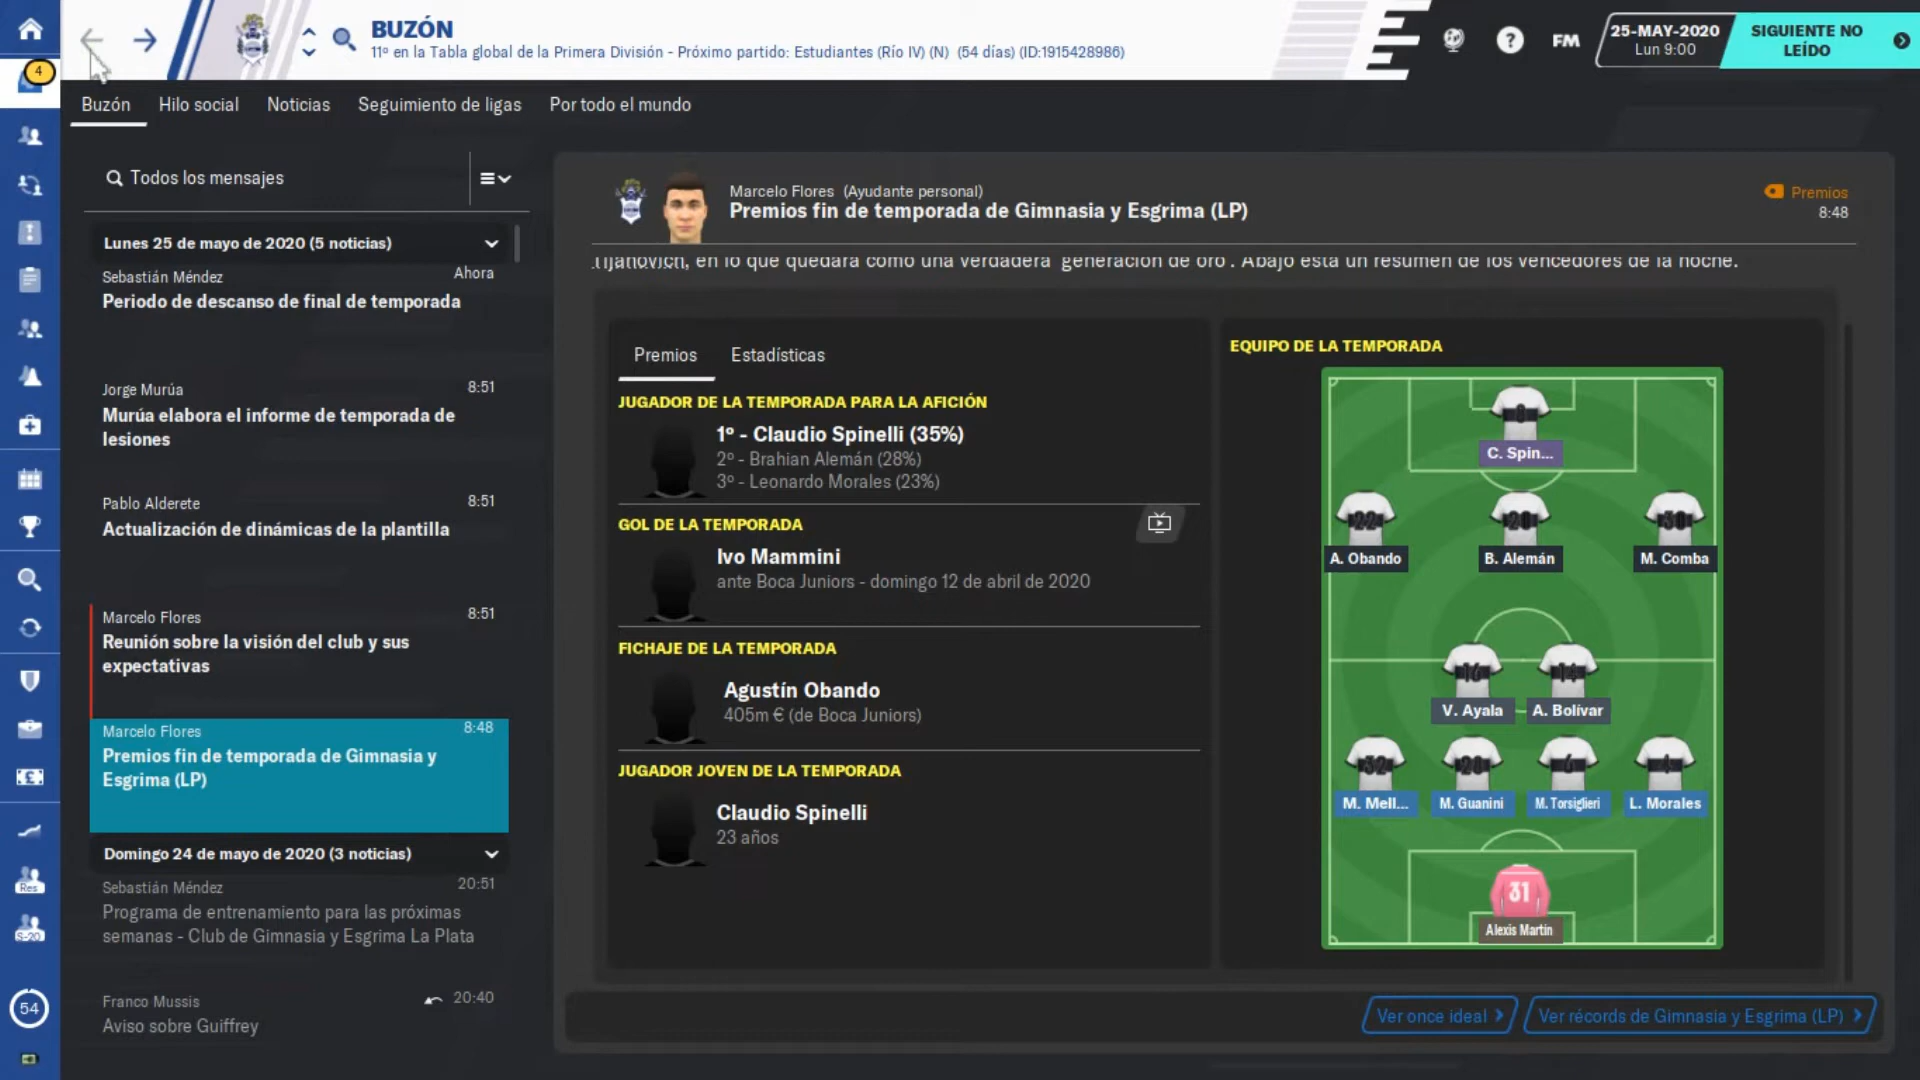 BUZÓN
11º en la Tabla global de la Primera División - Próximo partido: Estudiantes (Río IV) (N) (54 días) (ID:1915428986)
FM
25-MAY-2020
Lun 9:00
SIGUIENTE NO
LEÍDO
4
Buzón
Hilo social
Noticias
Seguimiento de ligas
Por todo el mundo
Todos los mensajes
Lunes 25 de mayo de 2020 (5 noticias)
Sebastián Méndez
Ahora
Periodo de descanso de final de temporada
Jorge Murúa
8:51
Murúa elabora el informe de temporada de
lesiones
Pablo Alderete
8:51
Actualización de dinámicas de la plantilla
Marcelo Flores
8:51
Reunión sobre la visión del club y sus
expectativas
Marcelo Flores
8:48
Premios fin de temporada de Gimnasia y
Esgrima (LP)
Domingo 24 de mayo de 2020 (3 noticias)
Sebastián Méndez
20:51
Programa de entrenamiento para las próximas
semanas - Club de Gimnasia y Esgrima La Plata
Franco Mussis
20:40
Aviso sobre Guiffrey
Res
S-20
54
Marcelo Flores (Ayudante personal)
Premios fin de temporada de Gimnasia y Esgrima (LP)
Premios
8:48
en lo que quedará como una verdadera 'generación de oro'. Abajo está un resumen de los vencedores de la noche.
Premios
Estadísticas
JUGADOR DE LA TEMPORADA PARA LA AFICIÓN
1º - Claudio Spinelli (35%)
2º - Brahian Alemán (28%)
3º - Leonardo Morales (23%)
GOL DE LA TEMPORADA
Ivo Mammini
ante Boca Juniors - domingo 12 de abril de 2020
FICHAJE DE LA TEMPORADA
Agustín Obando
405m € (de Boca Juniors)
JUGADOR JOVEN DE LA TEMPORADA
Claudio Spinelli
23 años
EQUIPO DE LA TEMPORADA
C. Spin...
22
20
30
A. Obando
B. Alemán
M. Comba
16
14
V. Ayala
A. Bolívar
32
28
6
4
M. Mell...
M. Guanini
M. Torsiglieri
L. Morales
31
Alexis Martín
Ver once ideal
Ver récords de Gimnasia y Esgrima (LP)